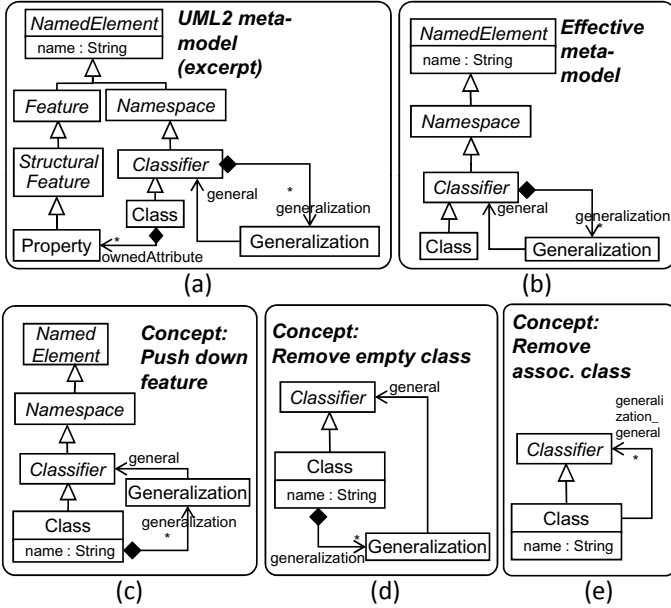 NamedElement
name : String
UML2 meta-
model
(excerpt)
Feature
Namespace
Structural
Feature
Classifier
general
*
generalization
Class
Property
*
ownedAttribute
Generalization
(a)
NamedElement
name : String
Effective
meta-
model
Namespace
Classifier
general
generalization
*
Class
Generalization
(b)
Named
Element
Concept:
Push down
feature
Namespace
Classifier
general
Generalization
generalization
*
Class
name : String
(c)
Concept:
Remove empty class
general
Classifier
Class
name : String
*
generalization
Generalization
(d)
Concept:
Remove
assoc. class
generali
zation_
general
*
Classifier
Class
name : String
(e)